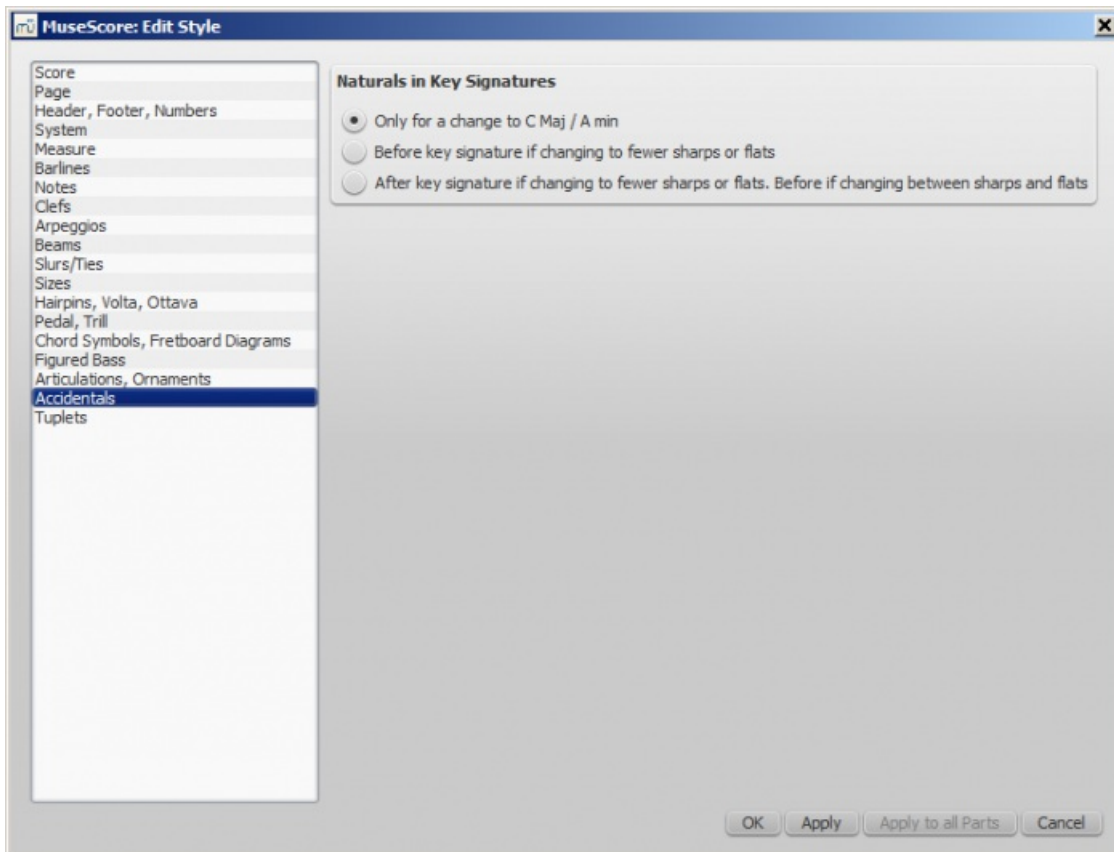 MuseScore: Edit Style
Score
Page
Header, Footer, Numbers
System
Measure
Barlines
Notes
Clefs
Arpeggios
Beams
Slurs/Ties
Sizes
Hairpins, Volta, Ottava
Pedal, Trill
Chord Symbols, Fretboard Diagrams
Figured Bass
Articulations, Ornaments
Accidentals
Tuplets
Naturals in Key Signatures
Only for a change to C Maj / A min
Before key signature if changing to fewer sharps or flats
After key signature if changing to fewer sharps or flats. Before if changing between sharps and flats
OK Apply Apply to all Parts Cancel